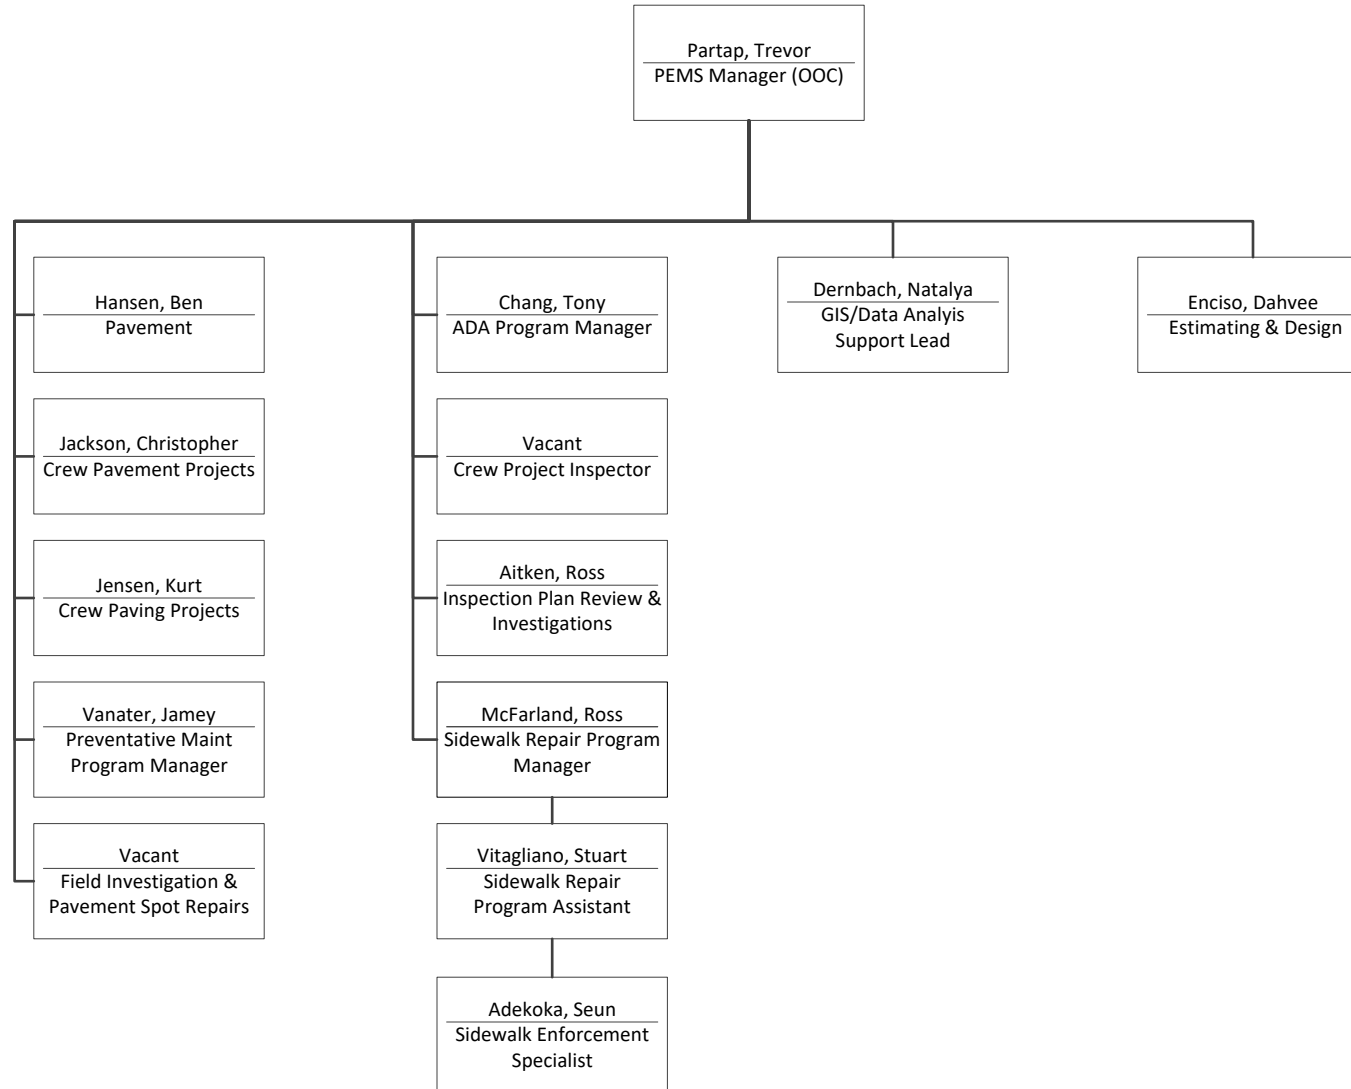 Partap, Trevor
PEMS Manager (OOC)
Hansen, Ben
Pavement
Jackson, Christopher
Crew Pavement Projects
Jensen, Kurt
Crew Paving Projects
Vanater, Jamey
Preventative Maint
Program Manager
Vacant
Field Investigation &
Pavement Spot Repairs
Chang, Tony
ADA Program Manager
Vacant
Crew Project Inspector
Aitken, Ross
Inspection Plan Review &
Investigations
McFarland, Ross
Sidewalk Repair Program
Manager
Vitagliano, Stuart
Sidewalk Repair
Program Assistant
Adekoka, Seun
Sidewalk Enforcement
Specialist
Dernbach, Natalya
GIS/Data Analyis
Support Lead
Enciso, Dahvee
Estimating & Design